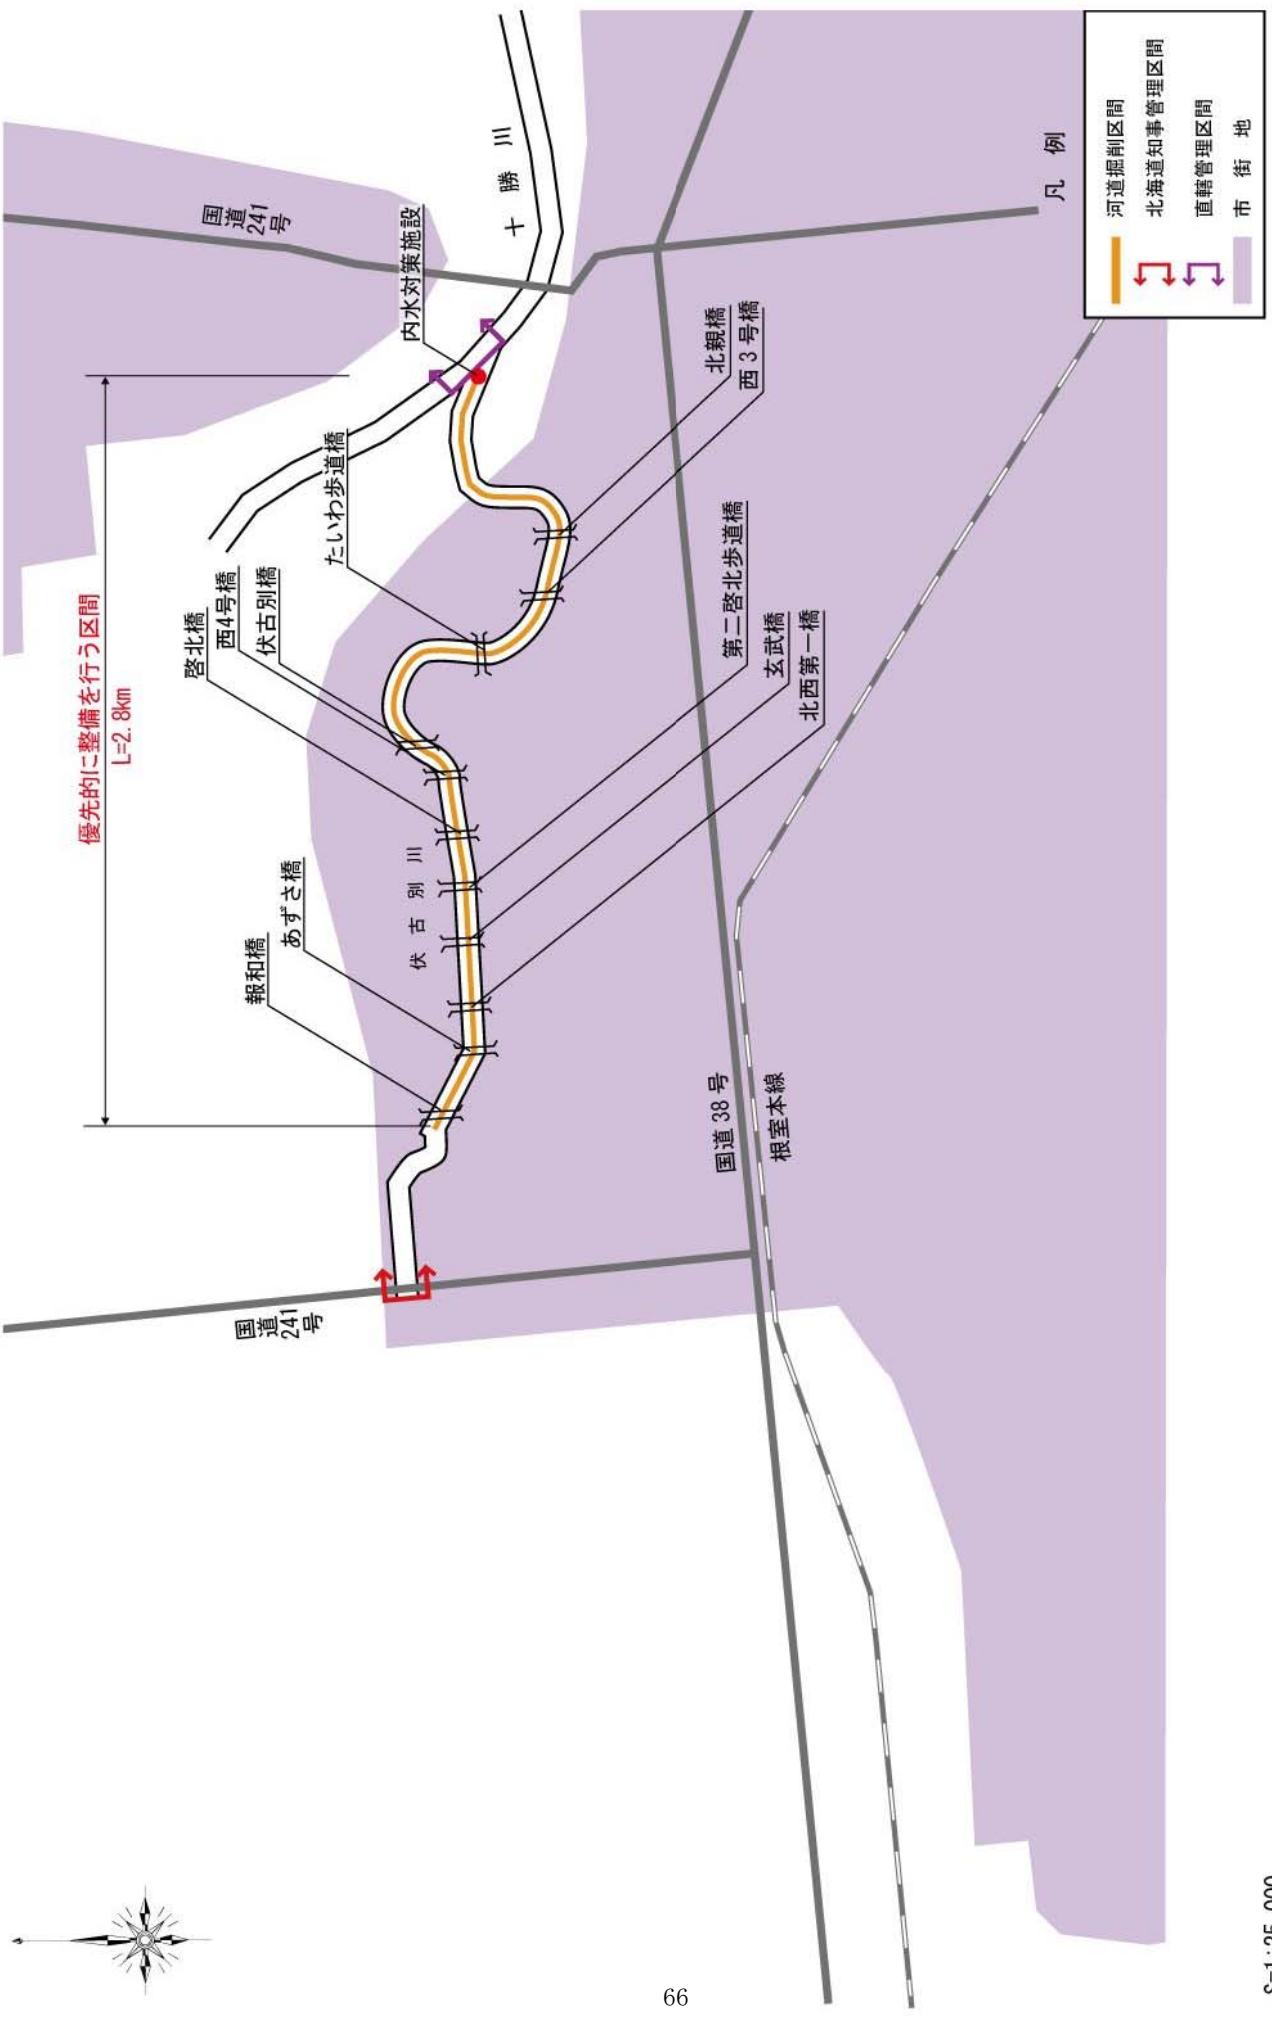 優先的に整備を行う区間
L=2.8km
国道241号
国道241号
十勝川
内水対策施設
たいわ歩道橋
啓北橋
西4号橋
伏古別橋
あずさ橋
報和橋
伏古別川
北親橋
西3号橋
第二啓北歩道橋
玄武橋
北西第一橋
国道38号
根室本線
凡例
河道掘削区間
北海道知事管理区間
直轄管理区間
市街地
66